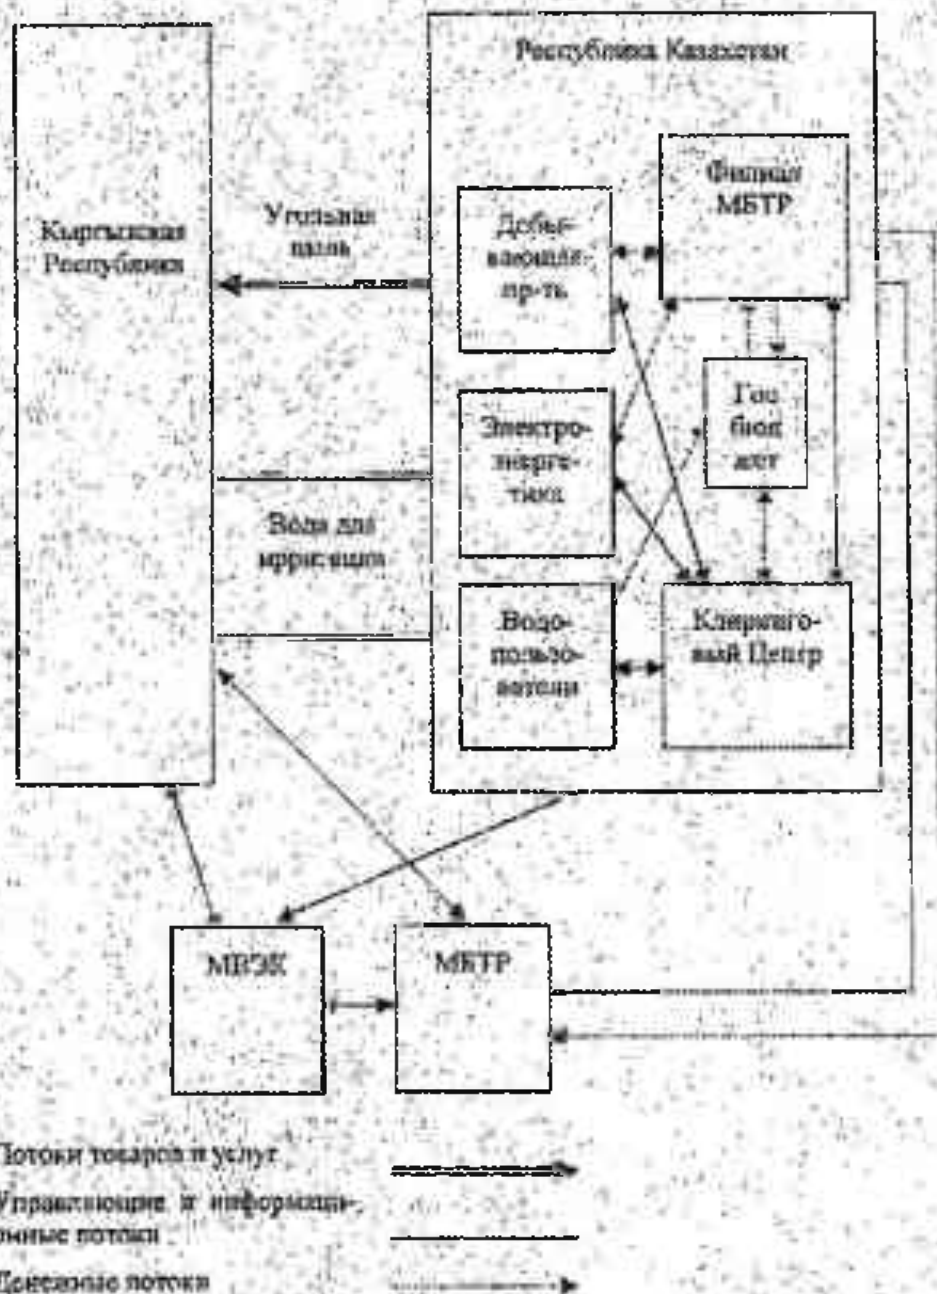 Республика Казахстан
Филиал
МБТР
Кыргызская
Республика
Угольная
пыль
Добы-
вающая
пр-ть
Гос
бюд
жет
Электро-
энерге-
тика
Вода для
ирригации
Водо-
пользо-
ватели
Клиринго-
вый Центр
МВЭК
МБТР
Потоки товаров и услуг
Управляющие и информаци-
онные потоки
Денежные потоки